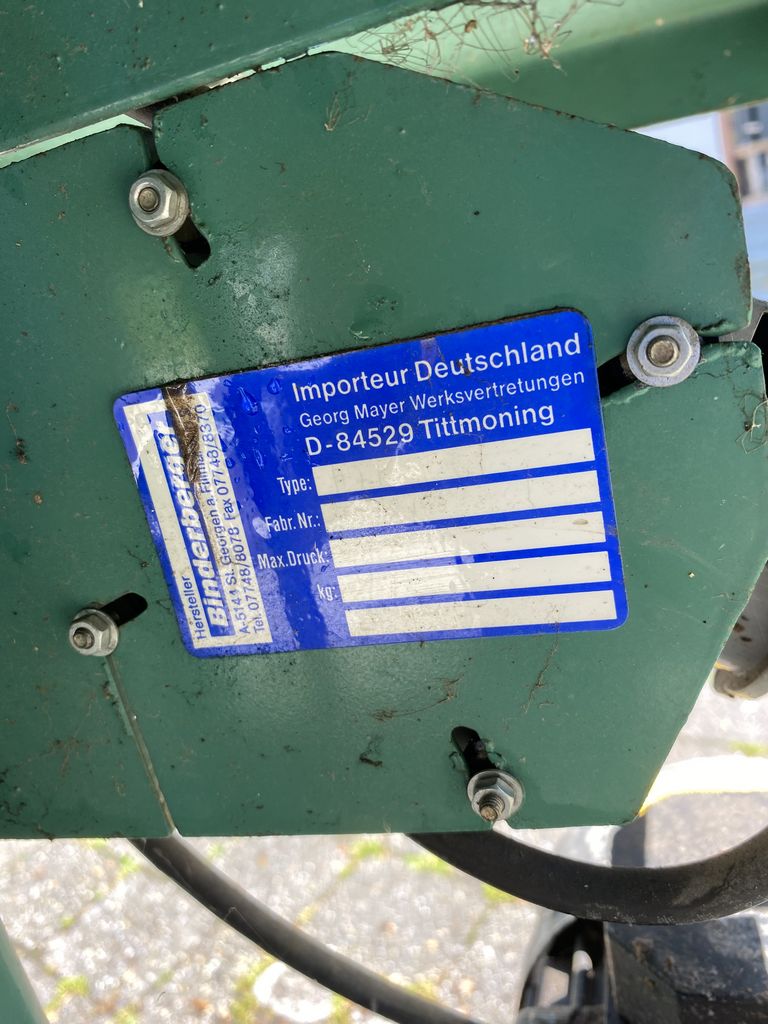 Importeur Deutschland
Georg Mayer Werksvertretungen
D-84529 Tittmoning
Type:
Fabr. Nr.:
Max.Druck:
kg:
Hersteller
Binderberger
A-5144 St. Georgen a. Fillm
Tel. 07748/8078 Fax 07748/8370